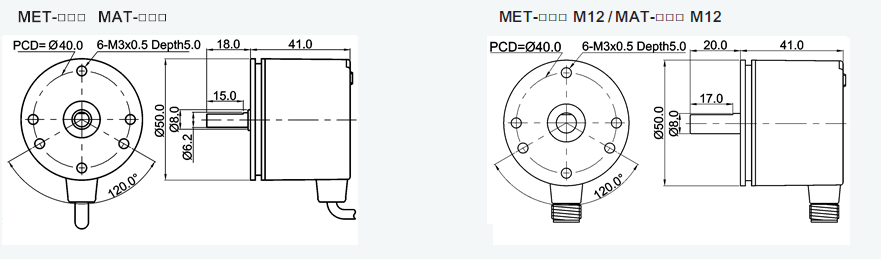 MET-□□□ MAT-□□□
PCD= Ø40.0 6-M3x0.5 Depth5.0 18.0 41.0
15.0
Ø50.0
Ø8.0
Ø6.2
120.0°
MET-□□□ M12 / MAT-□□□ M12
PCD=Ø40.0 6-M3x0.5 Depth5.0 20.0 41.0
17.0
Ø50.0
Ø8.0
120.0°